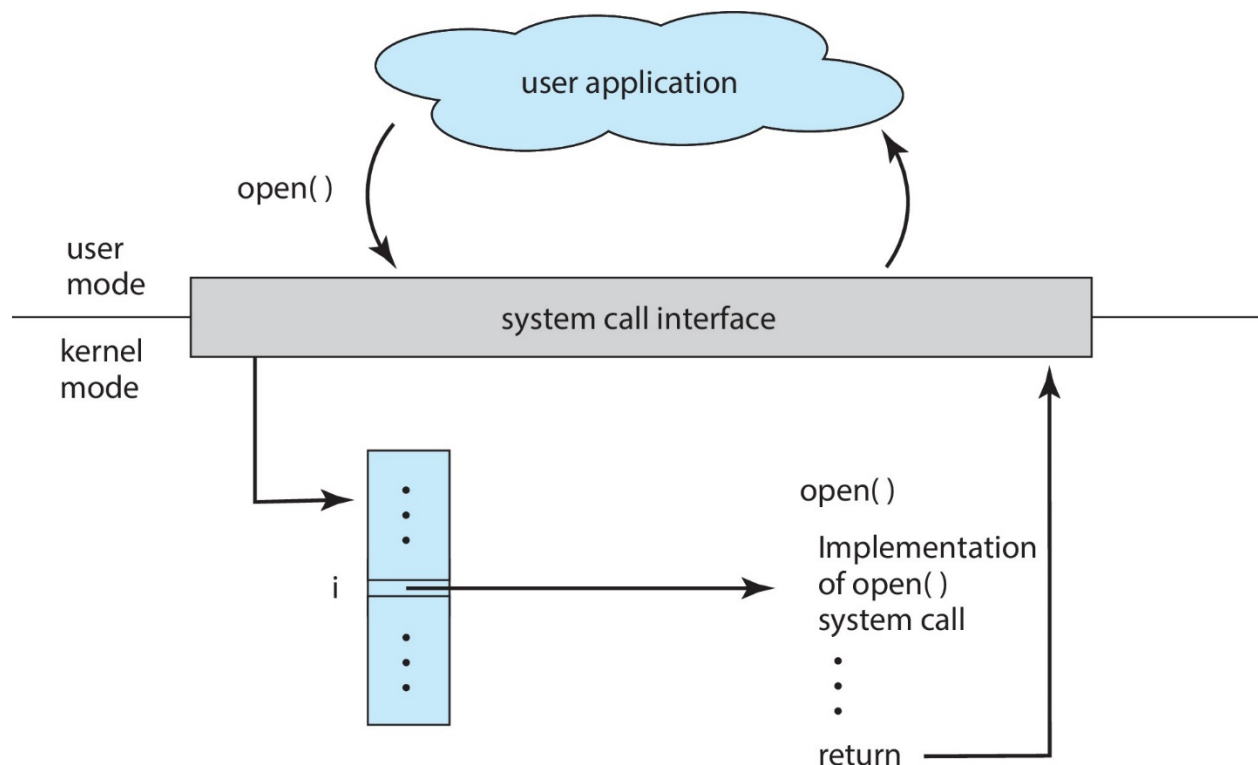 user application
open( )
user
mode
system call interface
kernel
mode
open( )
i
Implementation
of open( )
system call
return